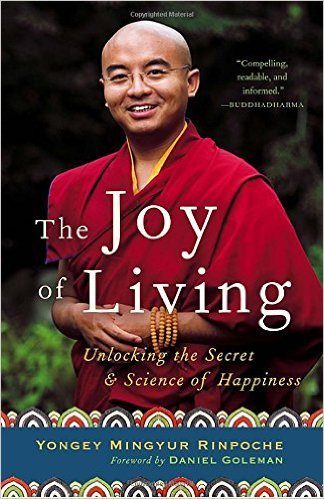 "Compelling,
readable, and
informed."
—BUDDHADHARMA
The Joy
of Living
Unlocking the Secret
& Science of Happiness
YONGEY MINGYUR RINPOCHE
Foreword by DANIEL GOLEMAN